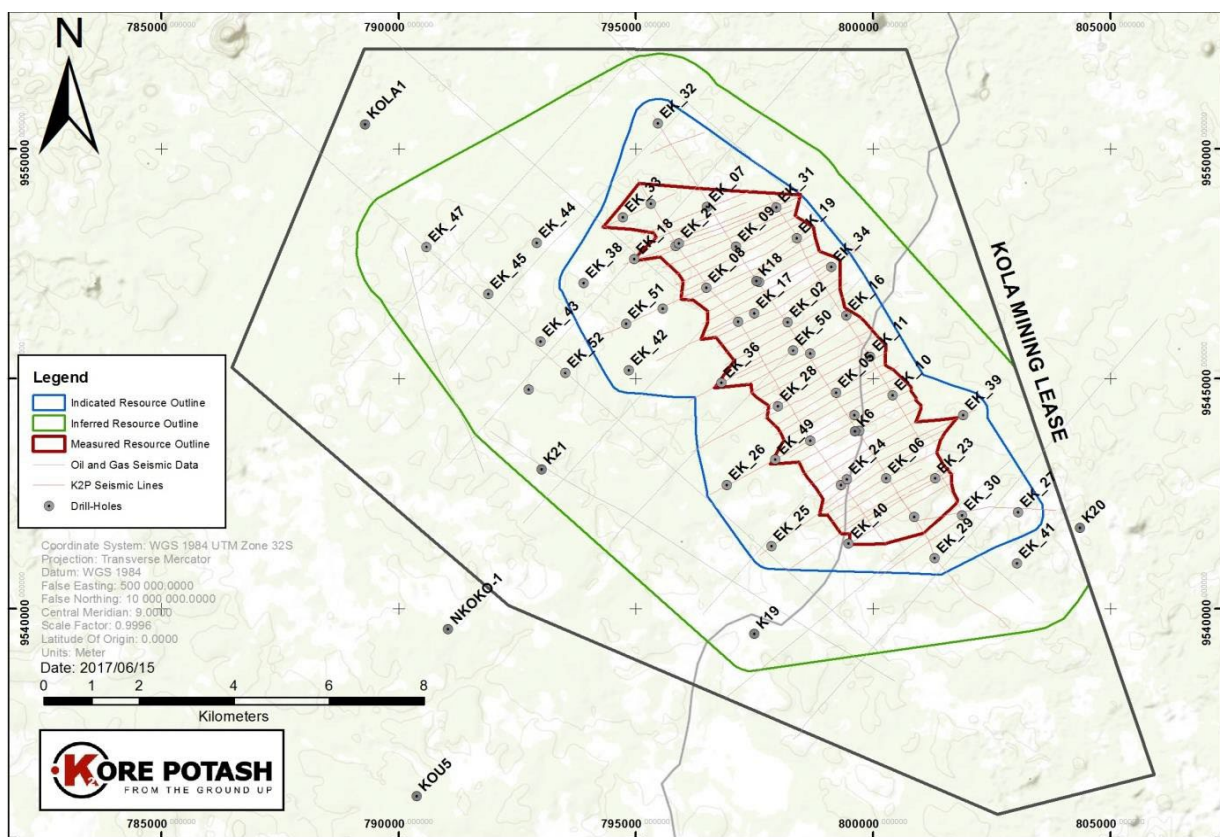 785000
790000
795000
800000
805000
N
KOLA1
EK_32
9550000
9550000
EK_33
EK_07
EK_31
EK_47
EK_44
EK_18
EK_21
EK_09
EK_19
EK_38
EK_08
K18
EK_34
EK_45
EK_17
EK_02
EK_16
EK_51
EK_43
EK_50
EK_11
EK_52
EK_42
EK_36
EK_05
EK_10
KOLA MINING LEASE
9545000
EK_28
EK_39
K6
K21
EK_49
EK_26
EK_24
EK_06
EK_23
EK_30
EK_27
K20
EK_25
EK_40
EK_29
EK_41
NKOKO-1
K19
9540000
9540000
KOU5
Legend
Indicated Resource Outline
Inferred Resource Outline
Measured Resource Outline
Oil and Gas Seismic Data
K2P Seismic Lines
Drill-Holes
Coordinate System: WGS 1984 UTM Zone 32S
Projection: Transverse Mercator
Datum: WGS 1984
False Easting: 500 000.0000
False Northing: 10 000 000.0000
Central Meridian: 9.0000
Scale Factor: 0.9996
Latitude Of Origin: 0.0000
Units: Meter
Date: 2017/06/15
0 1 2 4 6 8
Kilometers
KORE POTASH
FROM THE GROUND UP
785000
790000
795000
800000
805000